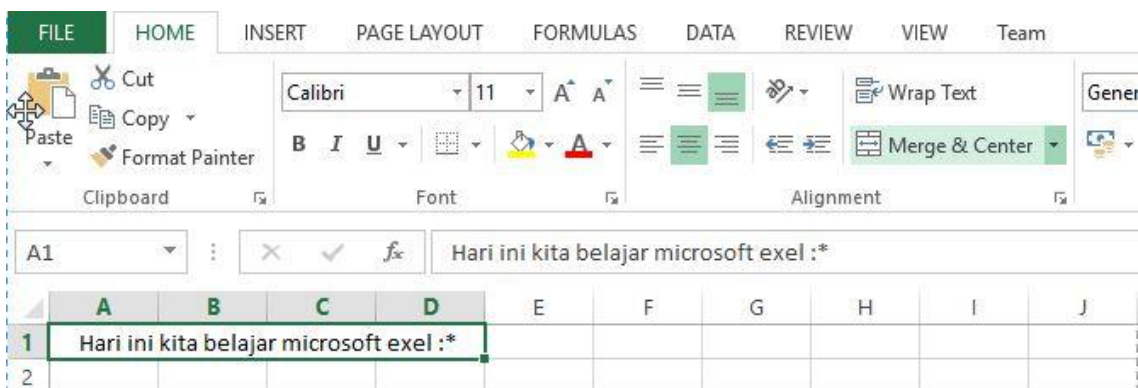 FILE HOME INSERT PAGE LAYOUT FORMULAS DATA REVIEW VIEW Team
Cut
Copy
Paste
Format Painter
Clipboard
Calibri 11 A A
B I U A
Font
Wrap Text
Merge & Center
Alignment
Gener
A1 fx Hari ini kita belajar microsoft exel :*
A B C D E F G H I J
1 Hari ini kita belajar microsoft exel :*
2